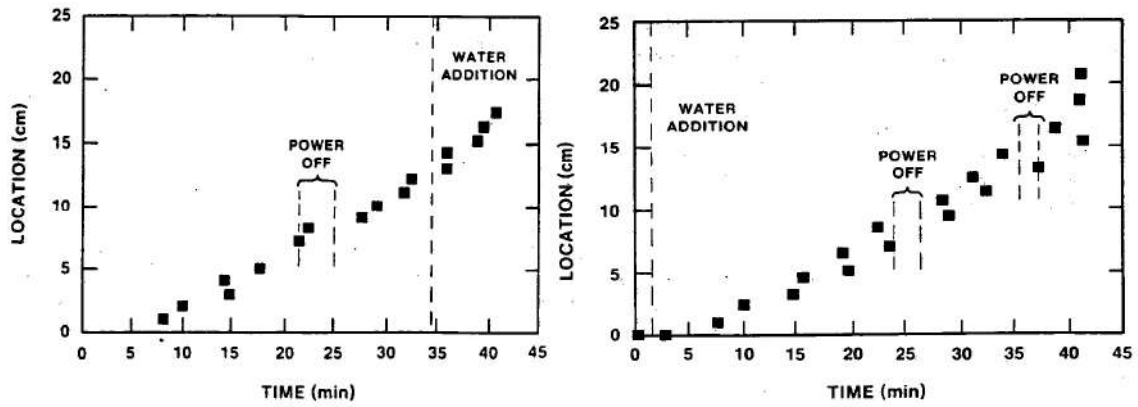 25
20
15
10
5
0
LOCATION (cm)
WATER
ADDITION
POWER
OFF
0 5 10 15 20 25 30 35 40 45
TIME (min)
25
20
15
10
5
0
LOCATION (cm)
WATER
ADDITION
POWER
OFF
POWER
OFF
0 5 10 15 20 25 30 35 40 45
TIME (min)